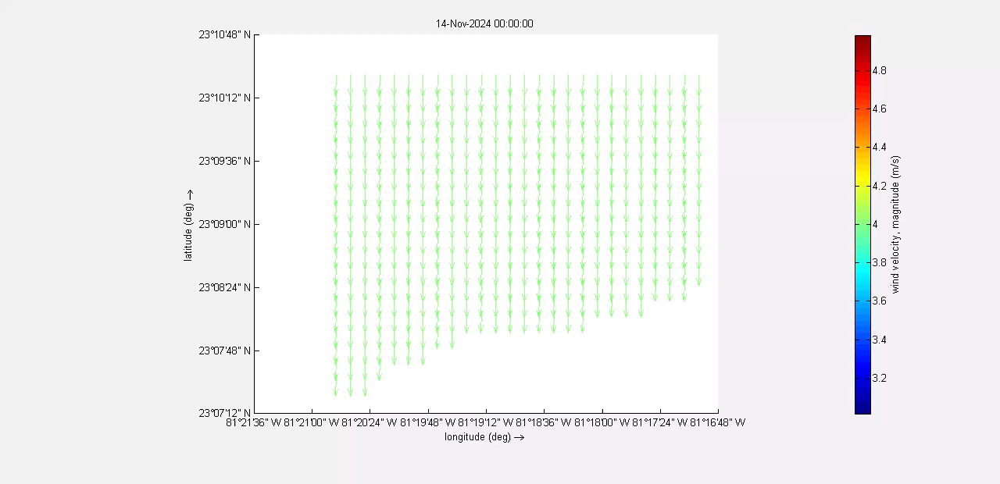 14-Nov-2024 00:00:00
23°10'48" N
23°10'12" N
23°09'36" N
23°09'00" N
23°08'24" N
23°07'48" N
23°07'12" N
latitude (deg) →
81°21'36" W 81°21'00" W 81°20'24" W 81°19'48" W 81°19'12" W 81°18'36" W 81°18'00" W 81°17'24" W 81°16'48" W
longitude (deg) →
4.8
4.6
4.4
4.2
4
3.8
3.6
3.4
3.2
wind velocity, magnitude (m/s)